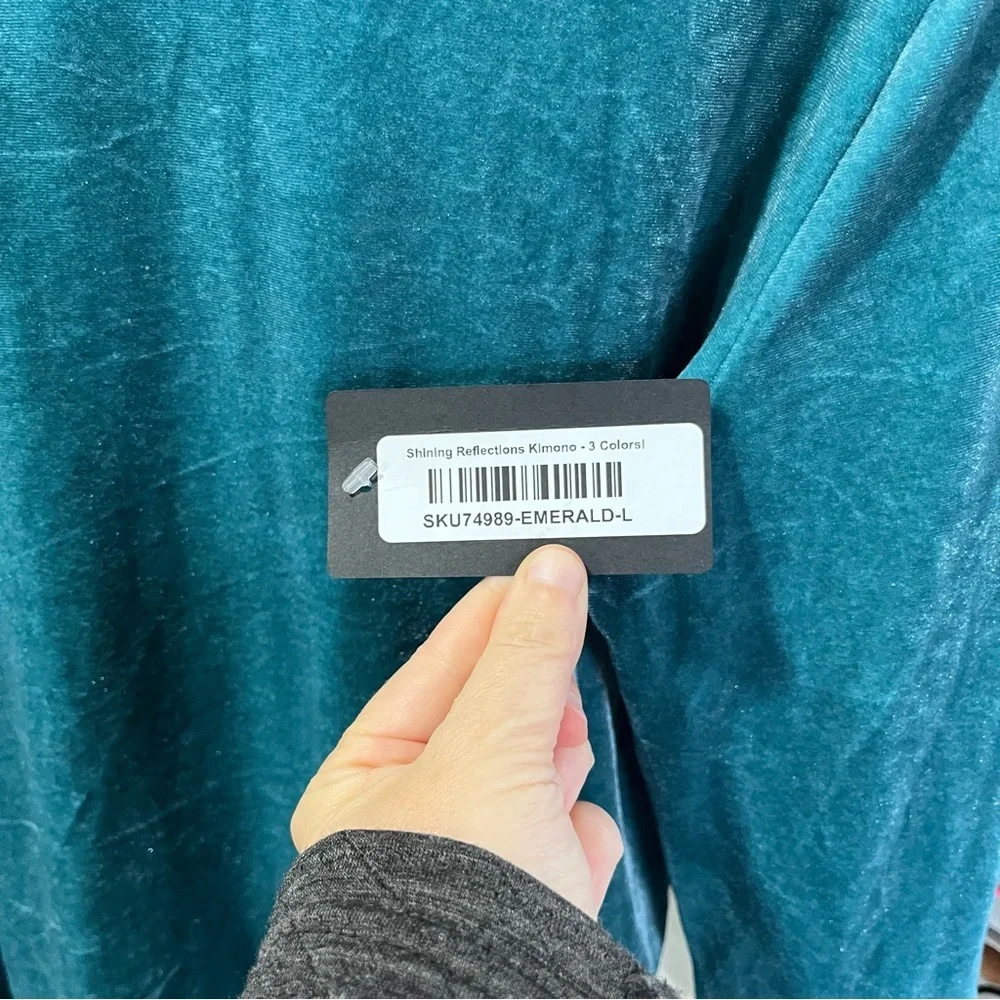 Shining Reflections Kimono - 3 Colors!
SKU74989-EMERALD-L